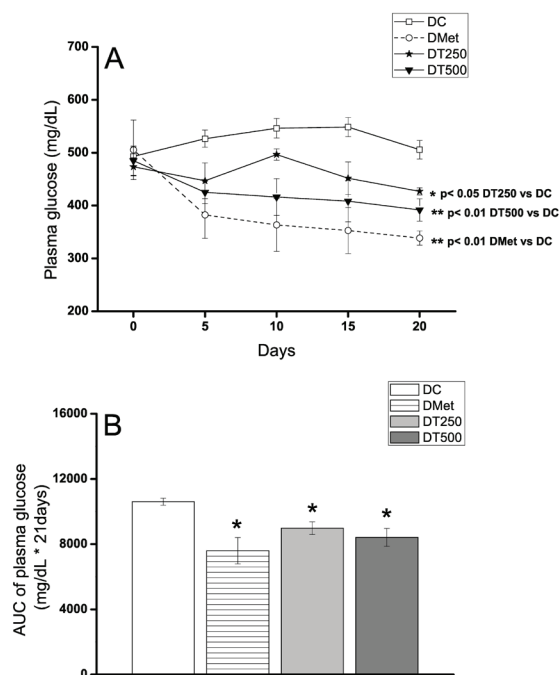 DC
DMet
DT250
DT500
A
700
600
500
400
300
200
Plasma glucose (mg/dL)
* p< 0.05 DT250 vs DC
** p< 0.01 DT500 vs DC
** p< 0.01 DMet vs DC
0 5 10 15 20
Days
DC
DMet
DT250
DT500
B
16000
12000
8000
4000
0
AUC of plasma glucose
(mg/dL * 21days)
* * *